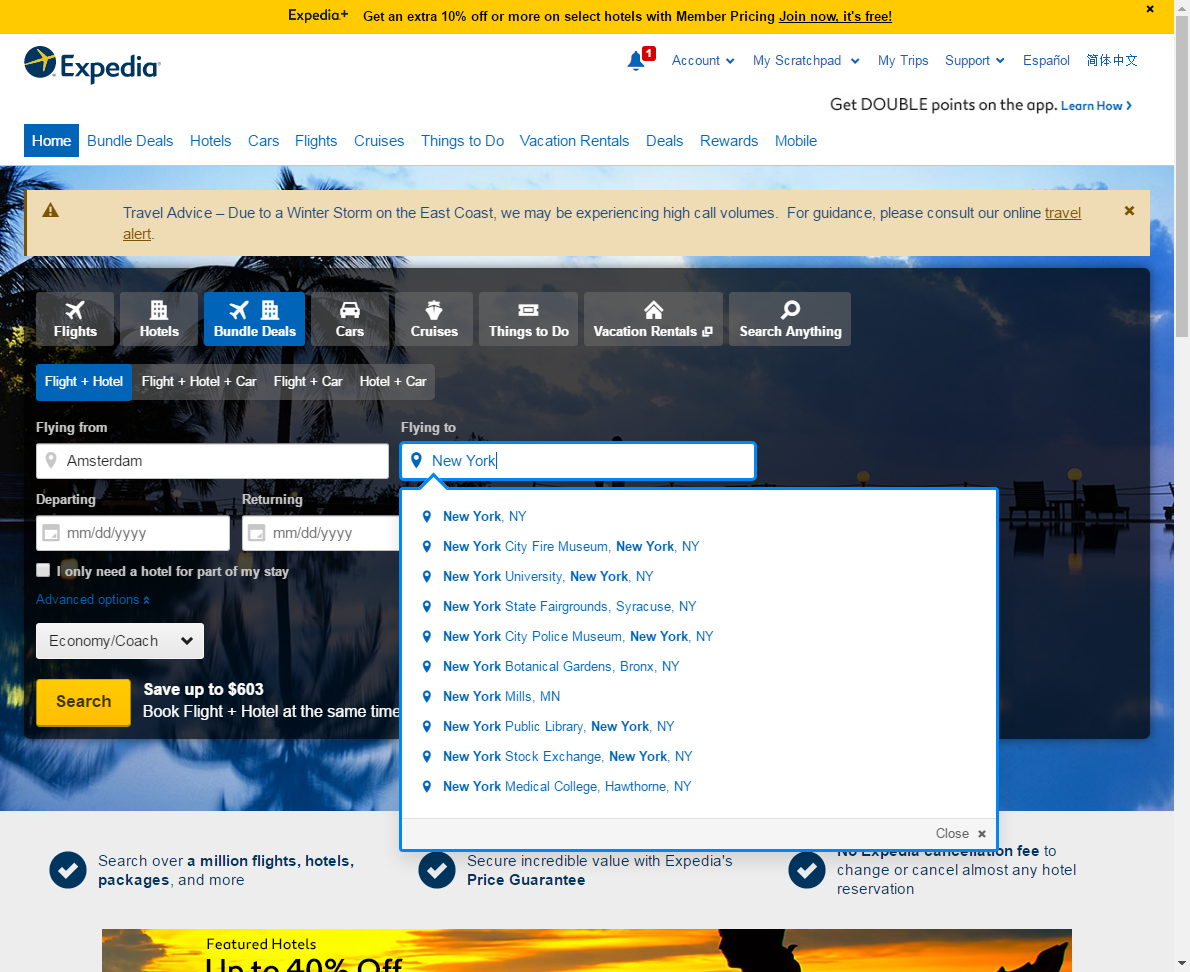 Expedia+ Get an extra 10% off or more on select hotels with Member Pricing Join now, it's free!
Expedia
1
Account
My Scratchpad
My Trips
Support
Español
简体中文
Get DOUBLE points on the app. Learn How
Home
Bundle Deals
Hotels
Cars
Flights
Cruises
Things to Do
Vacation Rentals
Deals
Rewards
Mobile
Travel Advice – Due to a Winter Storm on the East Coast, we may be experiencing high call volumes. For guidance, please consult our online travel
alert.
Flights
Hotels
Bundle Deals
Cars
Cruises
Things to Do
Vacation Rentals
Search Anything
Flight + Hotel
Flight + Hotel + Car
Flight + Car
Hotel + Car
Flying from
Flying to
Amsterdam
New York
Departing
Returning
mm/dd/yyyy
mm/dd/yyyy
I only need a hotel for part of my stay
Advanced options
Economy/Coach
Search
Save up to $603
Book Flight + Hotel at the same time
New York, NY
New York City Fire Museum, New York, NY
New York University, New York, NY
New York State Fairgrounds, Syracuse, NY
New York City Police Museum, New York, NY
New York Botanical Gardens, Bronx, NY
New York Mills, MN
New York Public Library, New York, NY
New York Stock Exchange, New York, NY
New York Medical College, Hawthorne, NY
Close
Search over a million flights, hotels,
packages, and more
Secure incredible value with Expedia's
Price Guarantee
No Expedia cancellation fee to
change or cancel almost any hotel
reservation
Featured Hotels
Up to 40% Off